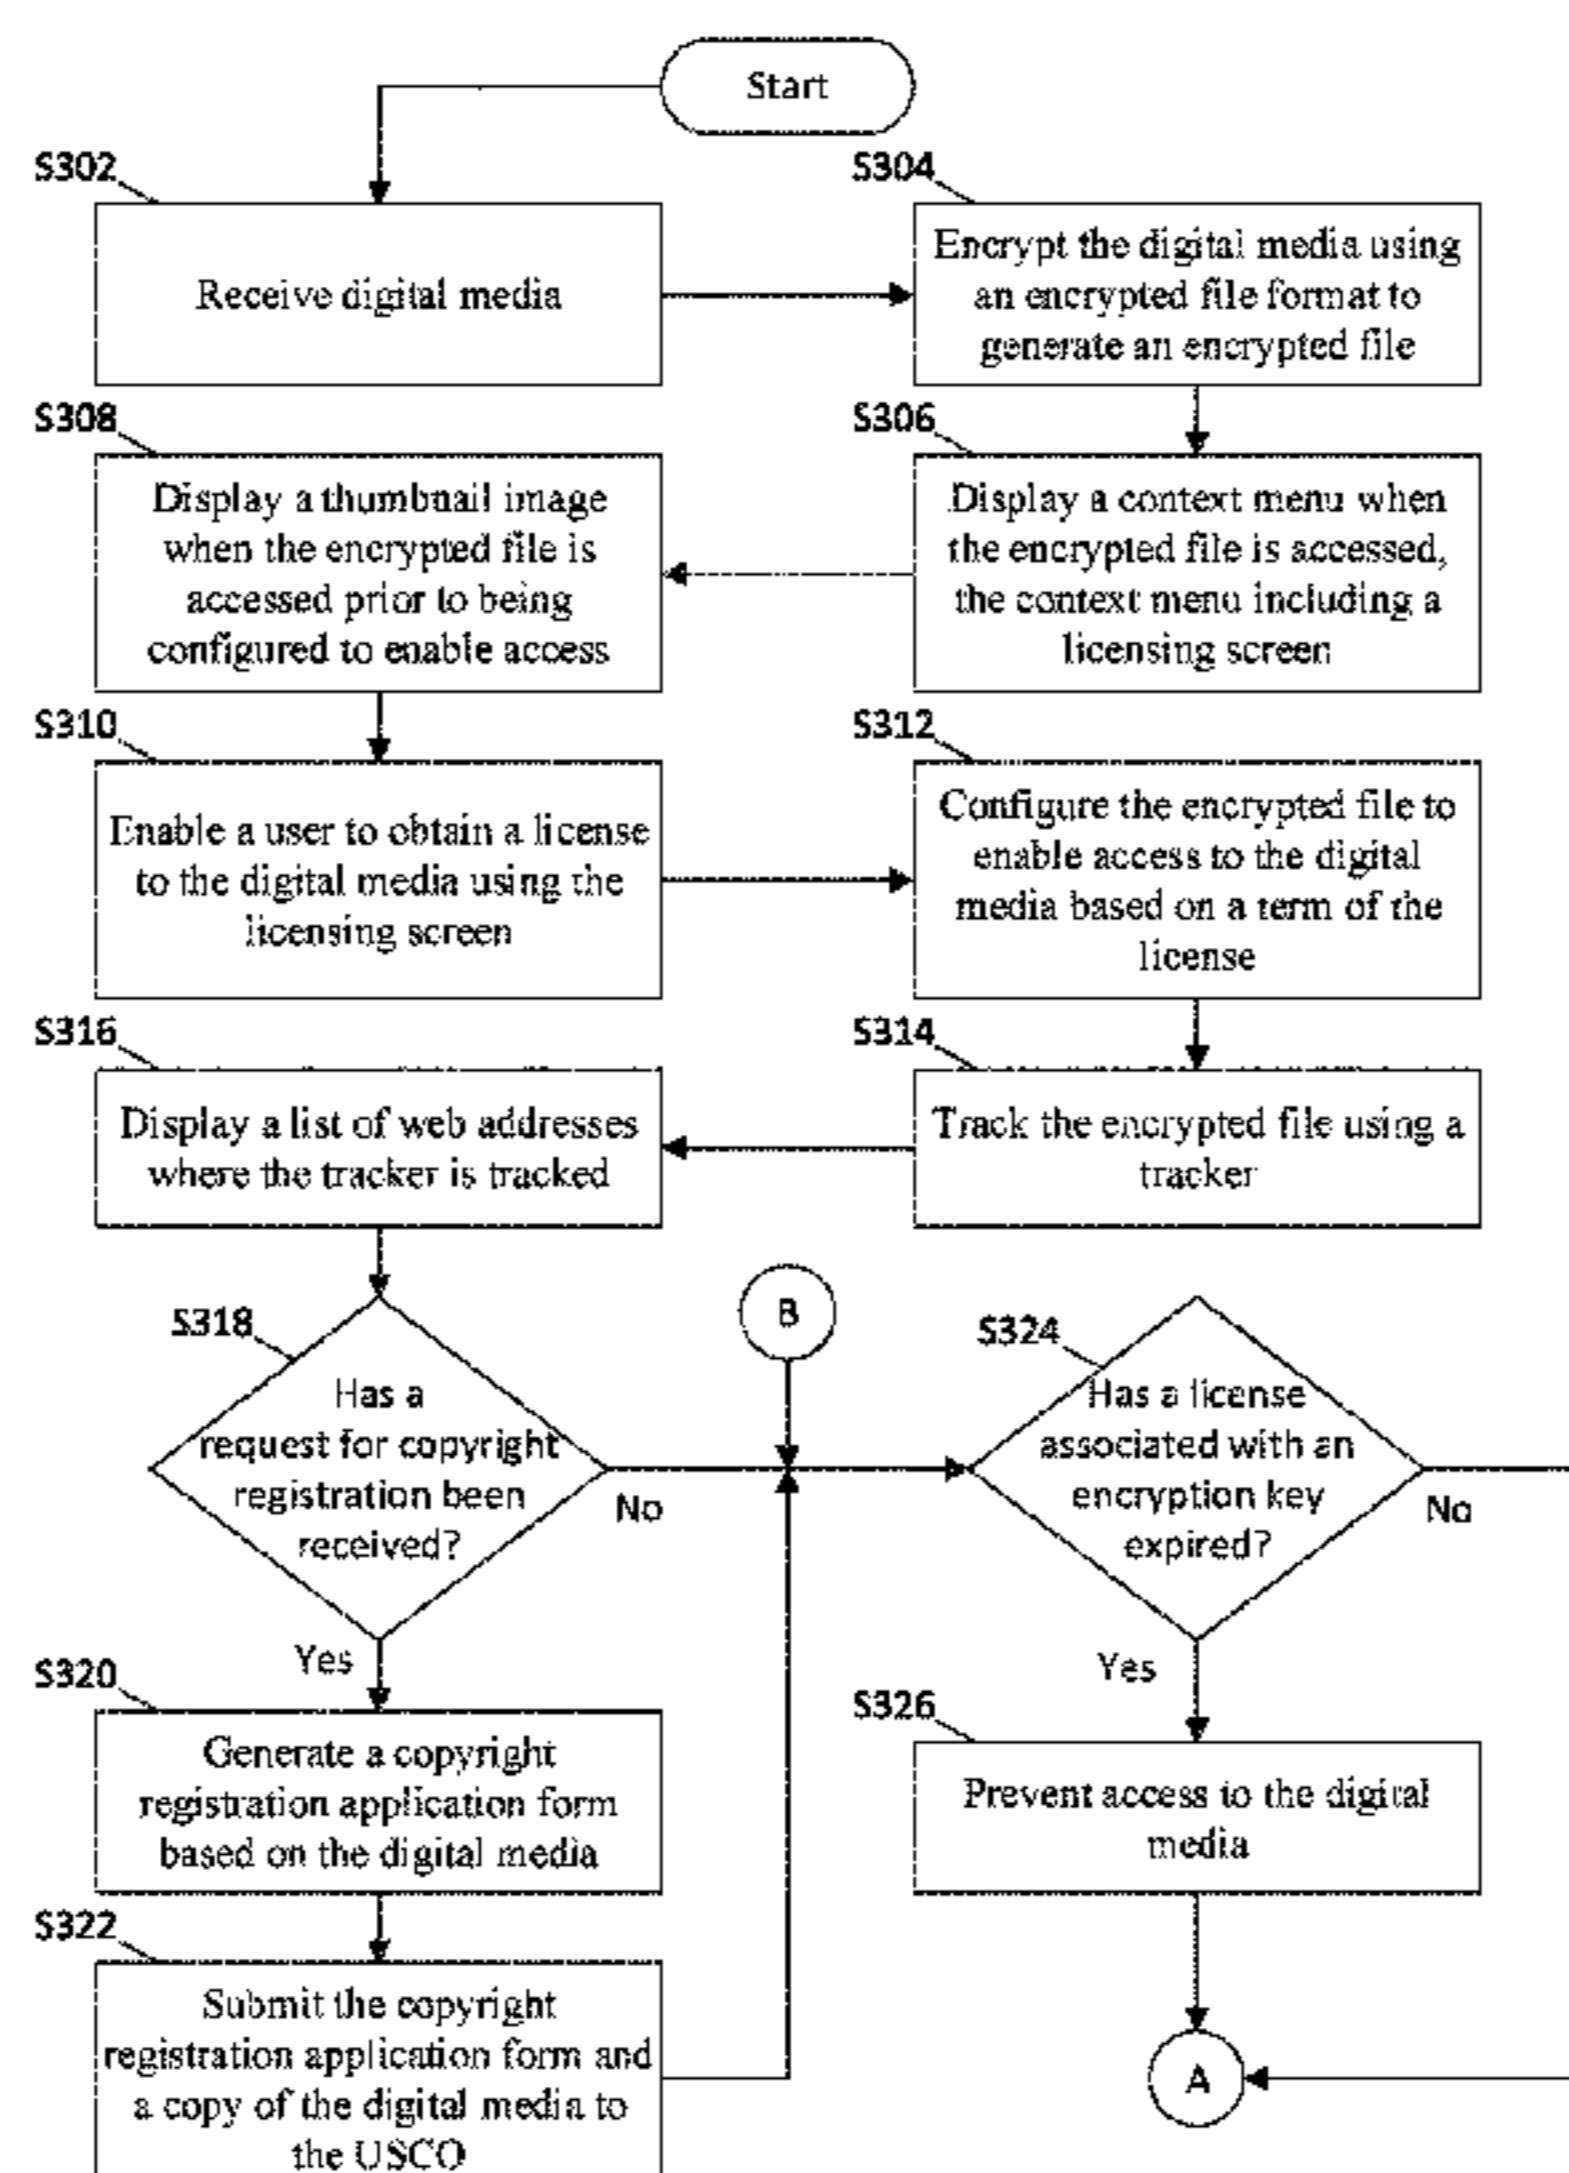 Start
S302
Receive digital media
S304
Encrypt the digital media using
an encrypted file format to
generate an encrypted file
S308
Display a thumbnail image
when the encrypted file is
accessed prior to being
configured to enable access
S306
Display a context menu when
the encrypted file is accessed,
the context menu including a
licensing screen
S310
Enable a user to obtain a license
to the digital media using the
licensing screen
S312
Configure the encrypted file to
enable access to the digital
media based on a term of the
license
S316
Display a list of web addresses
where the tracker is tracked
S314
Track the encrypted file using a
tracker
S318
Has a
request for copyright
registration been
received?
No
Yes
B
S324
Has a license
associated with an
encryption key
expired?
No
Yes
S320
Generate a copyright
registration application form
based on the digital media
S326
Prevent access to the digital
media
S322
Submit the copyright
registration application form and
a copy of the digital media to
the USCO
A